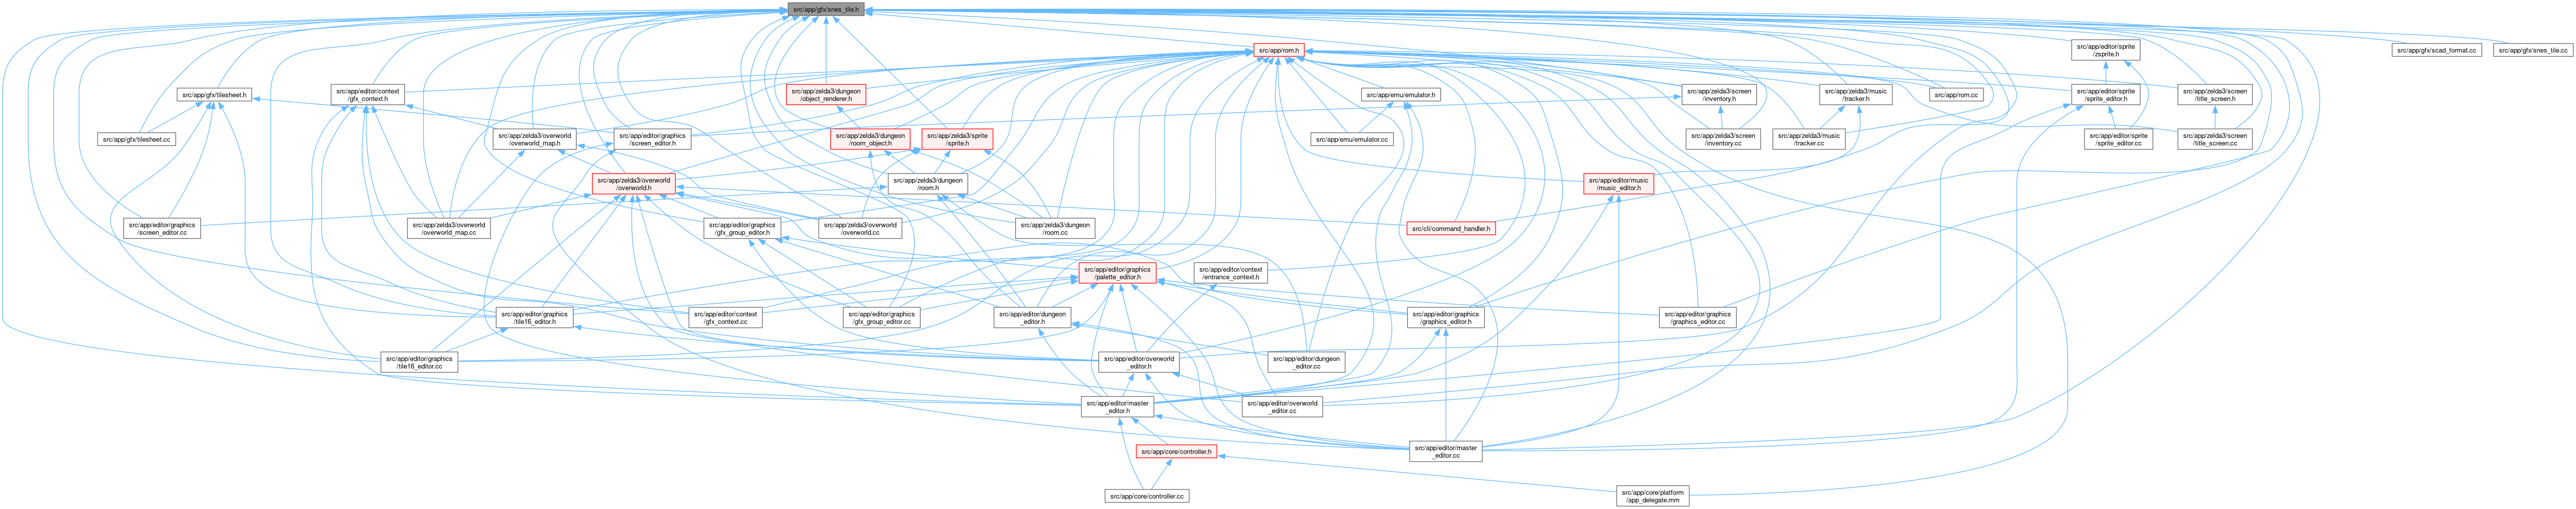 src/app/gfx/snes_tile.h
src/app/rom.h
src/app/editor/sprite
/zsprite.h
src/app/gfx/scad_format.cc
src/app/gfx/snes_tile.cc
src/app/gfx/tilesheet.h
src/app/editor/context
/gfx_context.h
src/app/zelda3/dungeon
/object_renderer.h
src/app/emu/emulator.h
src/app/zelda3/screen
/inventory.h
src/app/zelda3/music
/tracker.h
src/app/rom.cc
src/app/editor/sprite
/sprite_editor.h
src/app/zelda3/screen
/title_screen.h
src/app/gfx/tilesheet.cc
src/app/zelda3/overworld
/overworld_map.h
src/app/editor/graphics
/screen_editor.h
src/app/zelda3/dungeon
/room_object.h
src/app/zelda3/sprite
/sprite.h
src/app/emu/emulator.cc
src/app/zelda3/screen
/inventory.cc
src/app/zelda3/music
/tracker.cc
src/app/editor/sprite
/sprite_editor.cc
src/app/zelda3/screen
/title_screen.cc
src/app/zelda3/overworld
/overworld.h
src/app/zelda3/dungeon
/room.h
src/app/editor/music
/music_editor.h
src/app/editor/graphics
/screen_editor.cc
src/app/zelda3/overworld
/overworld_map.cc
src/app/editor/graphics
/gfx_group_editor.h
src/app/zelda3/overworld
/overworld.cc
src/app/zelda3/dungeon
/room.cc
src/cli/command_handler.h
src/app/editor/graphics
/palette_editor.h
src/app/editor/context
/entrance_context.h
src/app/editor/graphics
/tile16_editor.h
src/app/editor/context
/gfx_context.cc
src/app/editor/graphics
/gfx_group_editor.cc
src/app/editor/dungeon
_editor.h
src/app/editor/graphics
/graphics_editor.h
src/app/editor/graphics
/graphics_editor.cc
src/app/editor/graphics
/tile16_editor.cc
src/app/editor/overworld
_editor.h
src/app/editor/dungeon
_editor.cc
src/app/editor/master
_editor.h
src/app/editor/overworld
_editor.cc
src/app/core/controller.h
src/app/editor/master
_editor.cc
src/app/core/controller.cc
src/app/core/platform
/app_delegate.mm